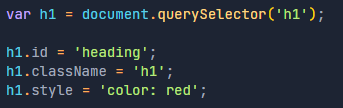 var h1 = document.querySelector('h1');
h1.id = 'heading';
h1.className = 'h1';
h1.style = 'color: red';